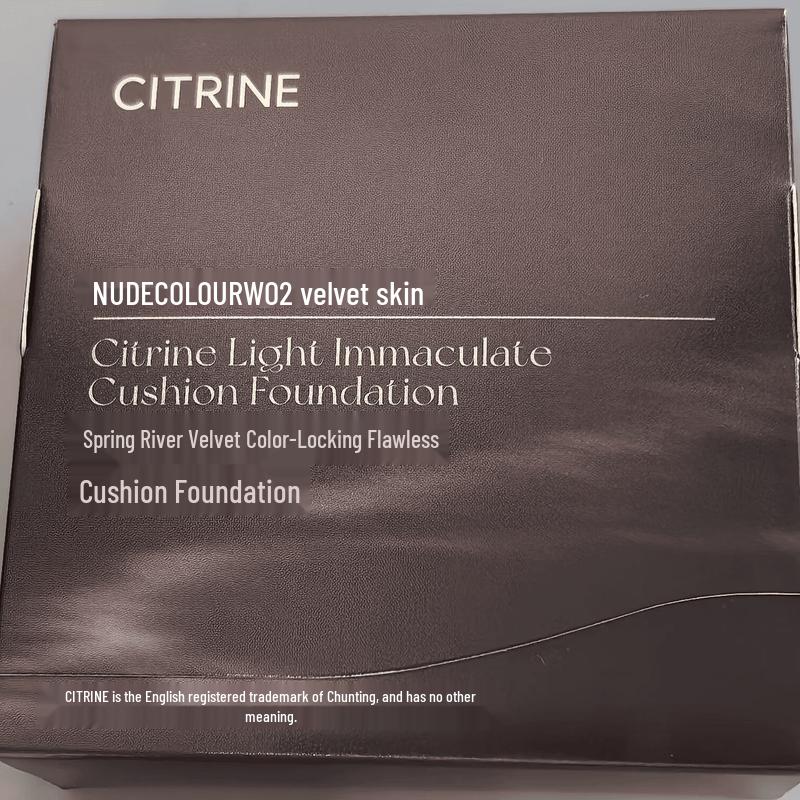 CITRINE
NUDECOLOURW02 velvet skin
Citrine Light Immaculate
Cushion Foundation
Spring River Velvet Color-Locking Flawless
Cushion Foundation
CITRINE is the English registered trademark of Chunting, and has no other
meaning.